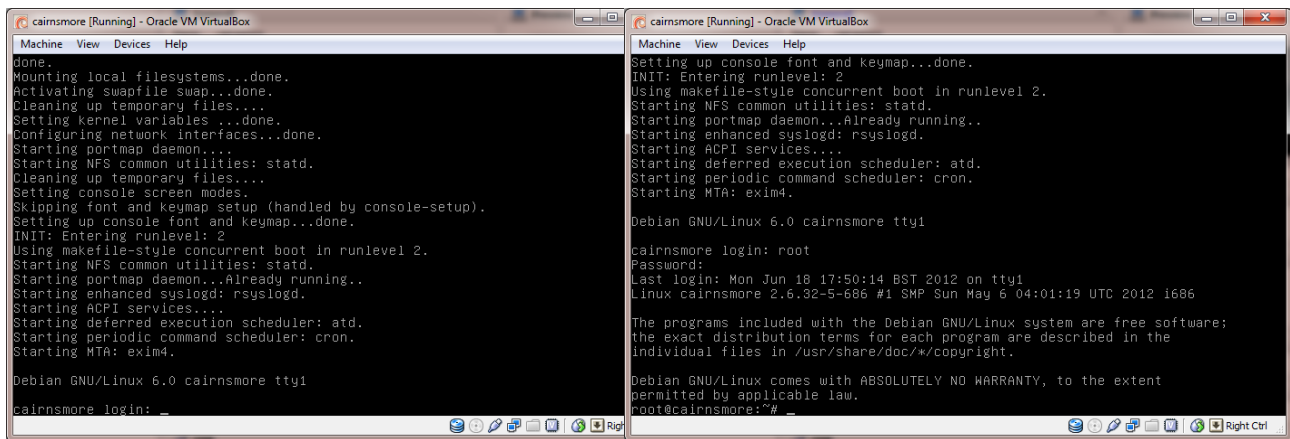 cairnsmore [Running] - Oracle VM VirtualBox
Machine View Devices Help
done.
Mounting local filesystems...done.
Activating swapfile swap...done.
Cleaning up temporary files....
Setting kernel variables ...done.
Configuring network interfaces...done.
Starting portmap daemon....
Starting NFS common utilities: statd.
Cleaning up temporary files....
Setting console screen modes.
Skipping font and keymap setup (handled by console-setup).
Setting up console font and keymap...done.
INIT: Entering runlevel: 2
Using makefile-style concurrent boot in runlevel 2.
Starting NFS common utilities: statd.
Starting portmap daemon...Already running..
Starting enhanced syslogd: rsyslogd.
Starting ACPI services....
Starting deferred execution scheduler: atd.
Starting periodic command scheduler: cron.
Starting MTA: exim4.
Debian GNU/Linux 6.0 cairnsmore tty1
cairnsmore login: _
Righ
cairnsmore [Running] - Oracle VM VirtualBox
Machine View Devices Help
Setting up console font and keymap...done.
INIT: Entering runlevel: 2
Using makefile-style concurrent boot in runlevel 2.
Starting NFS common utilities: statd.
Starting portmap daemon...Already running..
Starting enhanced syslogd: rsyslogd.
Starting ACPI services....
Starting deferred execution scheduler: atd.
Starting periodic command scheduler: cron.
Starting MTA: exim4.
Debian GNU/Linux 6.0 cairnsmore tty1
cairnsmore login: root
Password:
Last login: Mon Jun 18 17:50:14 BST 2012 on tty1
Linux cairnsmore 2.6.32-5-686 #1 SMP Sun May 6 04:01:19 UTC 2012 i686
The programs included with the Debian GNU/Linux system are free software;
the exact distribution terms for each program are described in the
individual files in /usr/share/doc/*/copyright.
Debian GNU/Linux comes with ABSOLUTELY NO WARRANTY, to the extent
permitted by applicable law.
root@cairnsmore:~# _
Right Ctrl